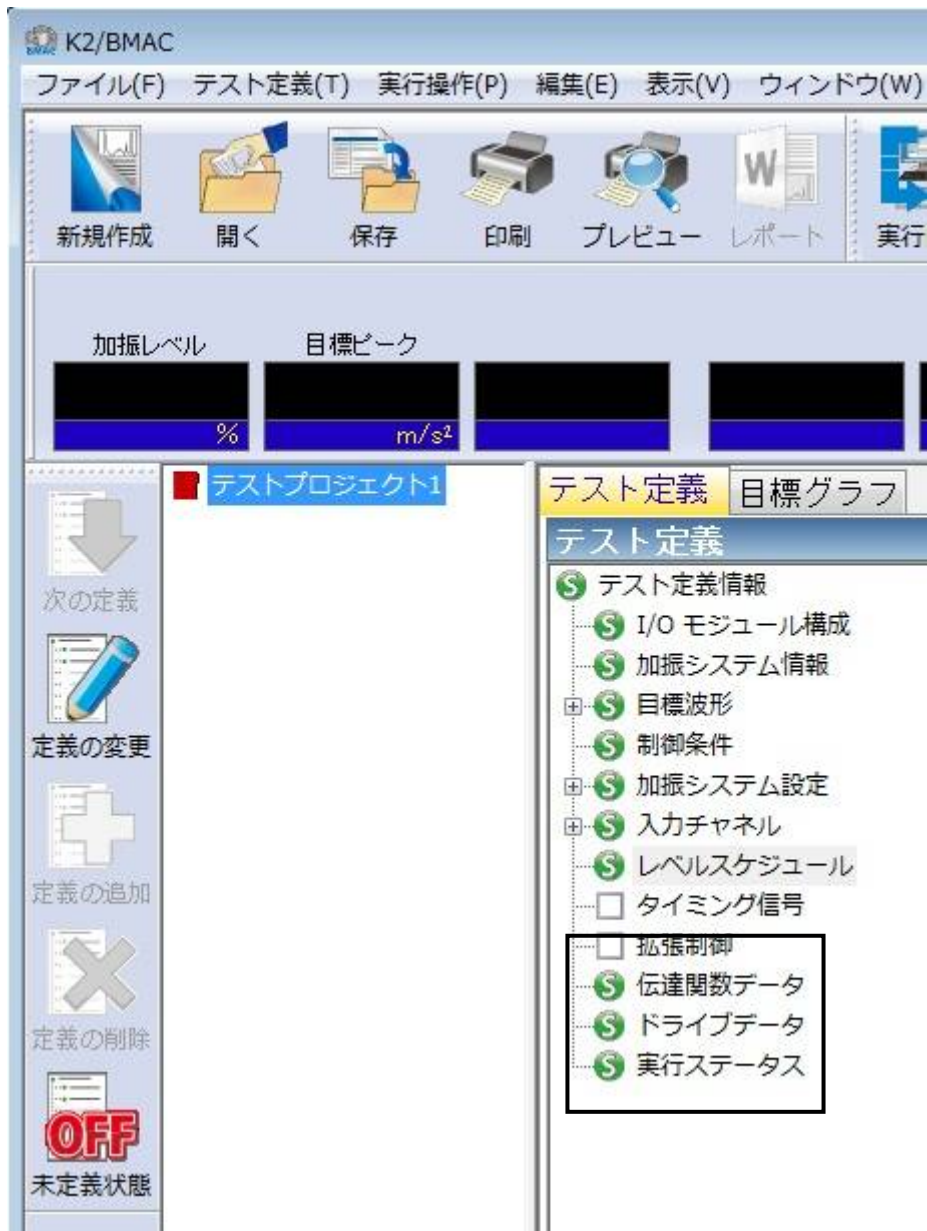 K2/BMAC
ファイル(F) テスト定義(T) 実行操作(P) 編集(E) 表示(V) ウィンドウ(W)
新規作成 開く 保存 印刷 プレビュー レポート 実行
加振レベル 目標ピーク
% m/s²
次の定義
定義の変更
定義の追加
定義の削除
OFF
未定義状態
テストプロジェクト1
テスト定義 目標グラフ
テスト定義
テスト定義情報
I/O モジュール構成
加振システム情報
目標波形
制御条件
加振システム設定
入力チャネル
レベルスケジュール
タイミング信号
拡張制御
伝達関数データ
ドライブデータ
実行ステータス